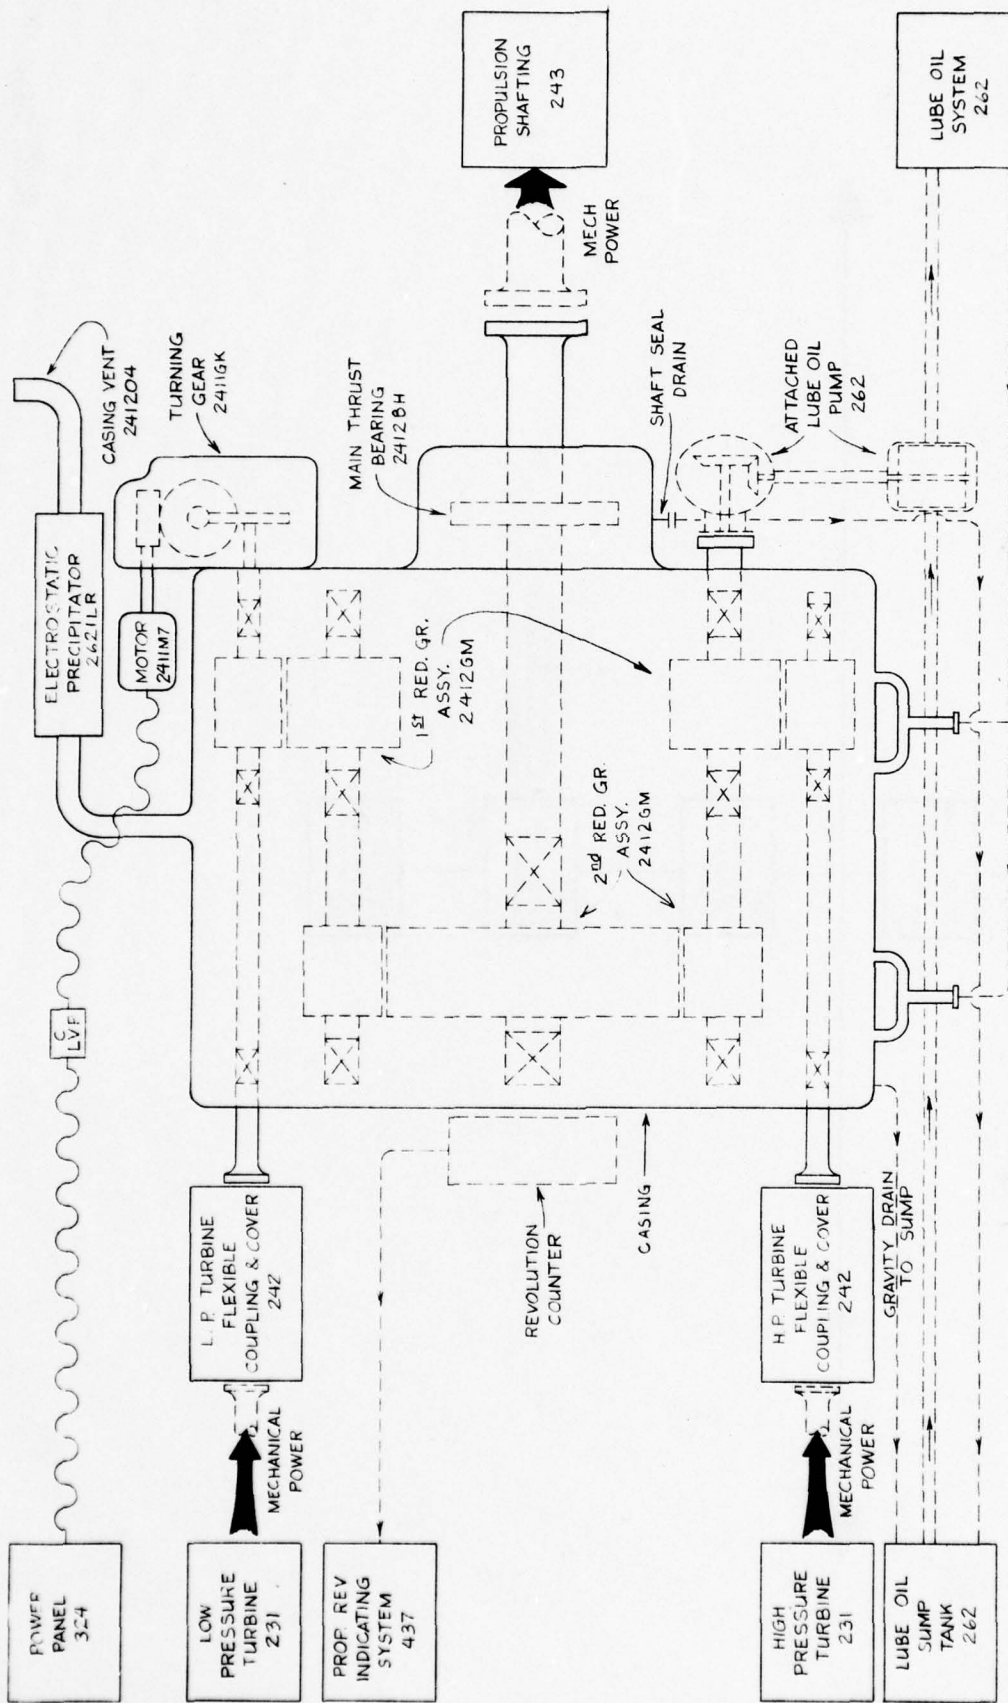 POWER
PANEL
324
LOW
PRESSURE
TURBINE
231
PROP. REV
INDICATING
SYSTEM
437
HIGH
PRESSURE
TURBINE
231
LUBE OIL
SUMP
TANK
262
MECHANICAL
POWER
MECHANICAL
POWER
L.P. TURBINE
FLEXIBLE
COUPLING & COVER
242
REVOLUTION
COUNTER
H.P. TURBINE
FLEXIBLE
COUPLING & COVER
242
GRAVITY DRAIN
TO SUMP
CASING
C
LVF
2nd RED. GR.
ASSY.
2412GM
1ST RED. GR.
ASSY.
2412GM
ELECTROSTATIC
PRECIPITATOR
2621LR
MOTOR
2411M7
CASING VENT
241204
TURNING
GEAR
2411GK
MAIN THRUST
BEARING
2412BH
SHAFT SEAL
DRAIN
ATTACHED
LUBE OIL
PUMP
262
MECH
POWER
PROPULSION
SHAFTING
243
LUBE OIL
SYSTEM
262